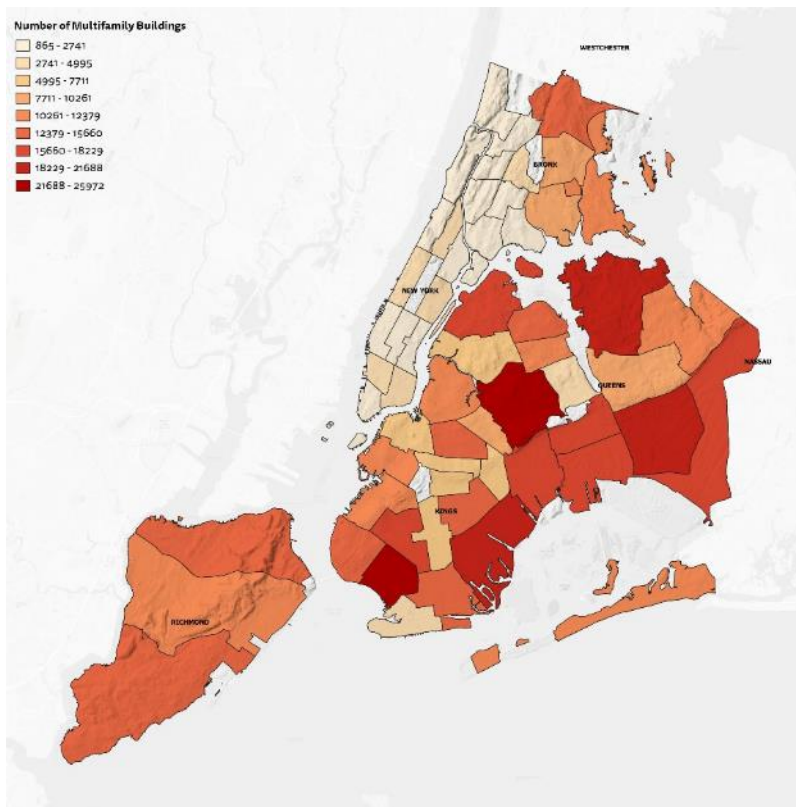 Number of Multifamily Buildings
865 - 2741
2741 - 4995
4995 - 7711
7711 - 10261
10261 - 12379
12379 - 15660
15660 - 18229
18229 - 21688
21688 - 25972
WESTCHESTER
BRONX
NEW YORK
NASSAU
QUEENS
KINGS
RICHMOND